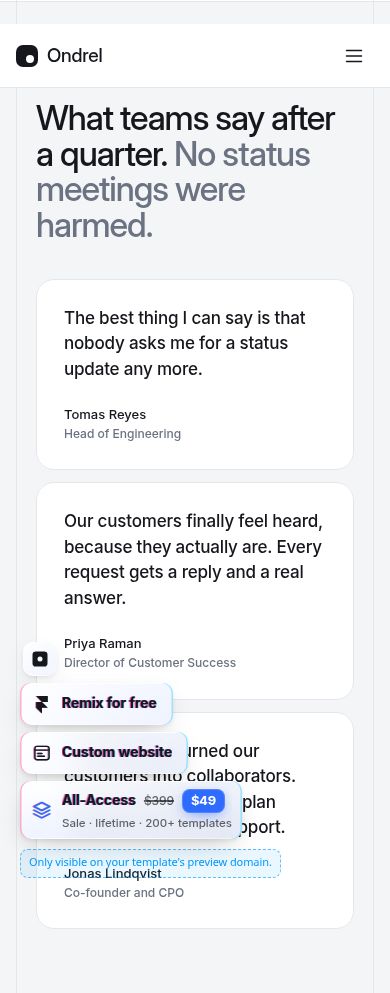 Ondrel
What teams say after
a quarter. No status
meetings were
harmed.
The best thing I can say is that
nobody asks me for a status
update any more.
Tomas Reyes
Head of Engineering
Our customers finally feel heard,
because they actually are. Every
request gets a reply and a real
answer.
Priya Raman
Director of Customer Success
Remix for free
urned our
Custom website
customers into collaborators.
All-Access $399 $49
plan
Sale · lifetime · 200+ templates
pport.
Only visible on your template's preview domain.
Jonas Lindqvist
Co-founder and CPO